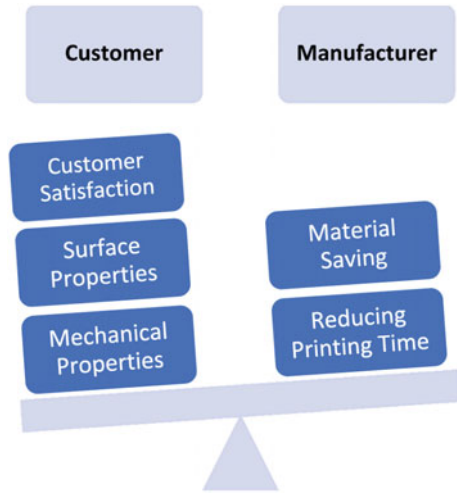 Customer
Manufacturer
Customer
Satisfaction
Surface
Properties
Mechanical
Properties
Material
Saving
Reducing
Printing Time